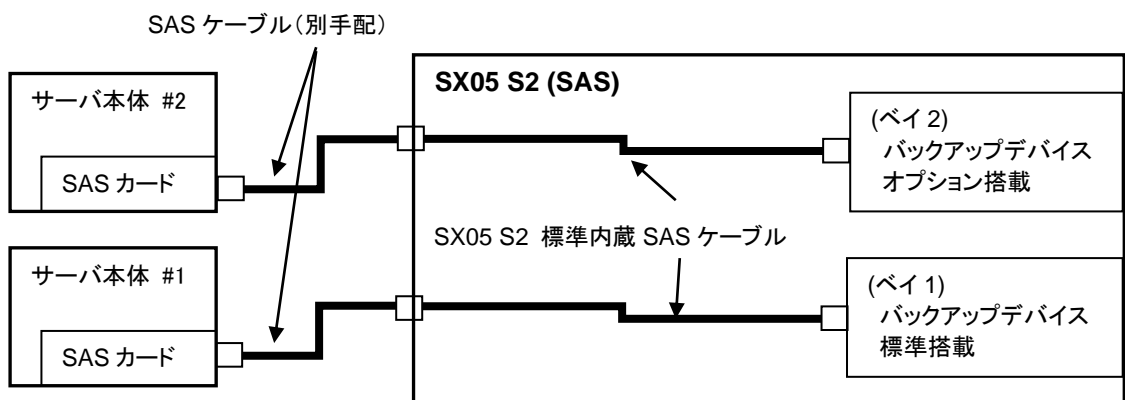 SAS ケーブル(別手配)
SX05 S2 (SAS)
サーバ本体 #2
SAS カード
(ベイ 2)
バックアップデバイス
オプション搭載
SX05 S2 標準内蔵 SAS ケーブル
サーバ本体 #1
SAS カード
(ベイ 1)
バックアップデバイス
標準搭載